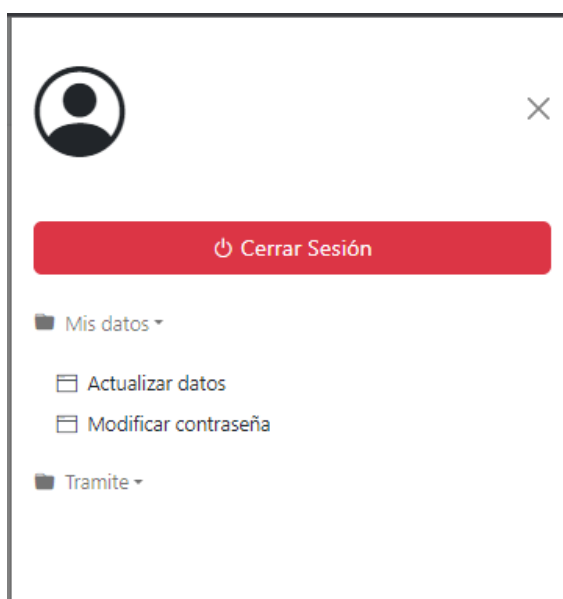 Cerrar Sesión
Mis datos
Actualizar datos
Modificar contraseña
Tramite